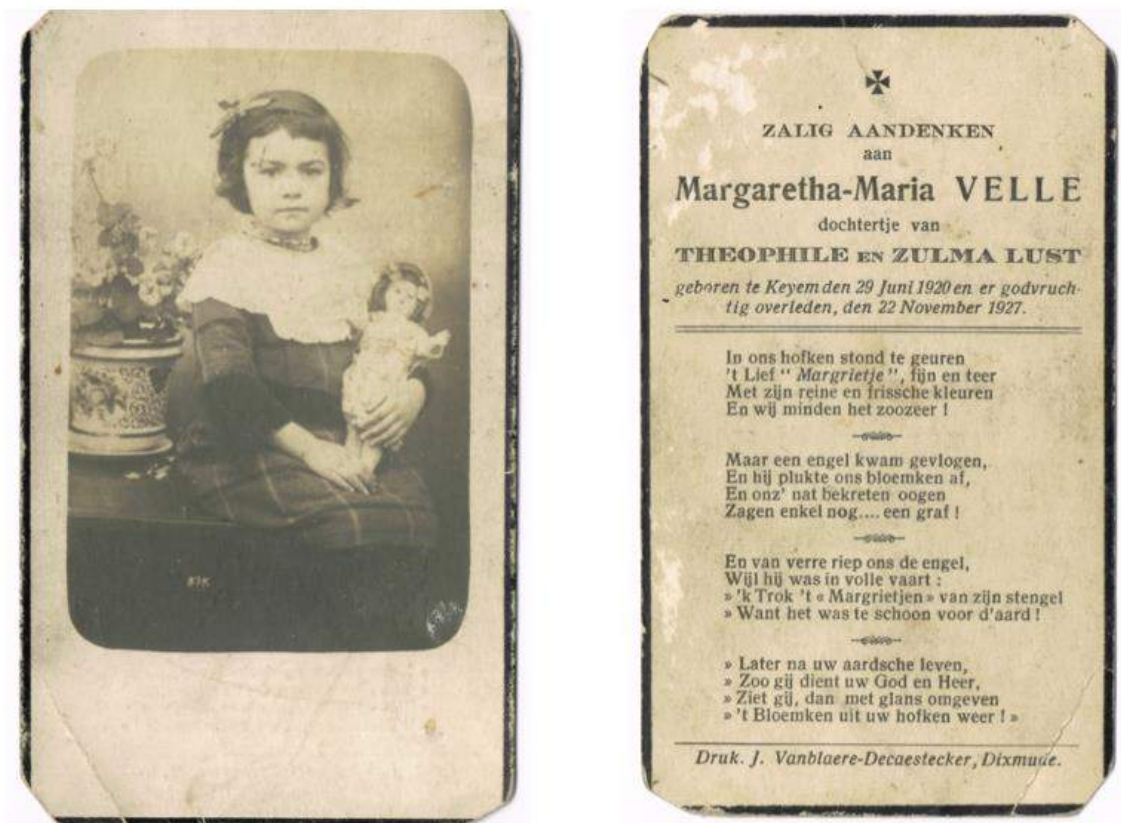 87K
ZALIG AANDENKEN
aan
Margaretha-Maria VELLE
dochtertje van
THEOPHILE EN ZULMA LUST
geboren te Keyem den 29 Juni 1920 en er godvruch-
tig overleden, den 22 November 1927.
In ons hofken stond te geuren
't Lief " Margrietje ", fijn en teer
Met zijn reine en frissche kleuren
En wij minden het zoozeer !
Maar een engel kwam gevlogen,
En hij plukte ons bloemken af,
En onz' nat bekreten oogen
Zagen enkel nog.... een graf !
En van verre riep ons de engel,
Wijl hij was in volle vaart :
» 'k Trok 't « Margrietjen » van zijn stengel
» Want het was te schoon voor d'aard !
» Later na uw aardsche leven,
» Zoo gij dient uw God en Heer,
» Ziet gij, dan met glans omgeven
» 't Bloemken uit uw hofken weer ! »
Druk. J. Vanblaere-Decaestecker, Dixmude.